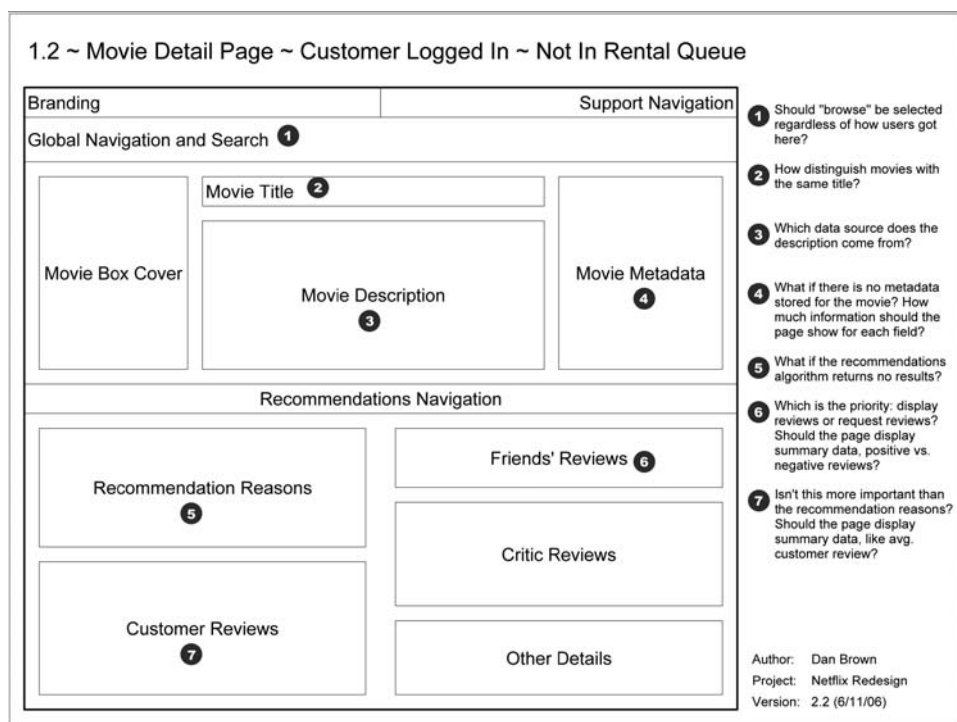 1.2 ~ Movie Detail Page ~ Customer Logged In ~ Not In Rental Queue
Branding
Support Navigation
Global Navigation and Search 1
Movie Box Cover
Movie Title 2
Movie Description
3
Movie Metadata
4
Recommendations Navigation
Recommendation Reasons
5
Customer Reviews
7
Friends' Reviews 6
Critic Reviews
Other Details
1 Should "browse" be selected
regardless of how users got
here?
2 How distinguish movies with
the same title?
3 Which data source does the
description come from?
4 What if there is no metadata
stored for the movie? How
much information should the
page show for each field?
5 What if the recommendations
algorithm returns no results?
6 Which is the priority: display
reviews or request reviews?
Should the page display
summary data, positive vs.
negative reviews?
7 Isn't this more important than
the recommendation reasons?
Should the page display
summary data, like avg.
customer review?
Author: Dan Brown
Project: Netflix Redesign
Version: 2.2 (6/11/06)